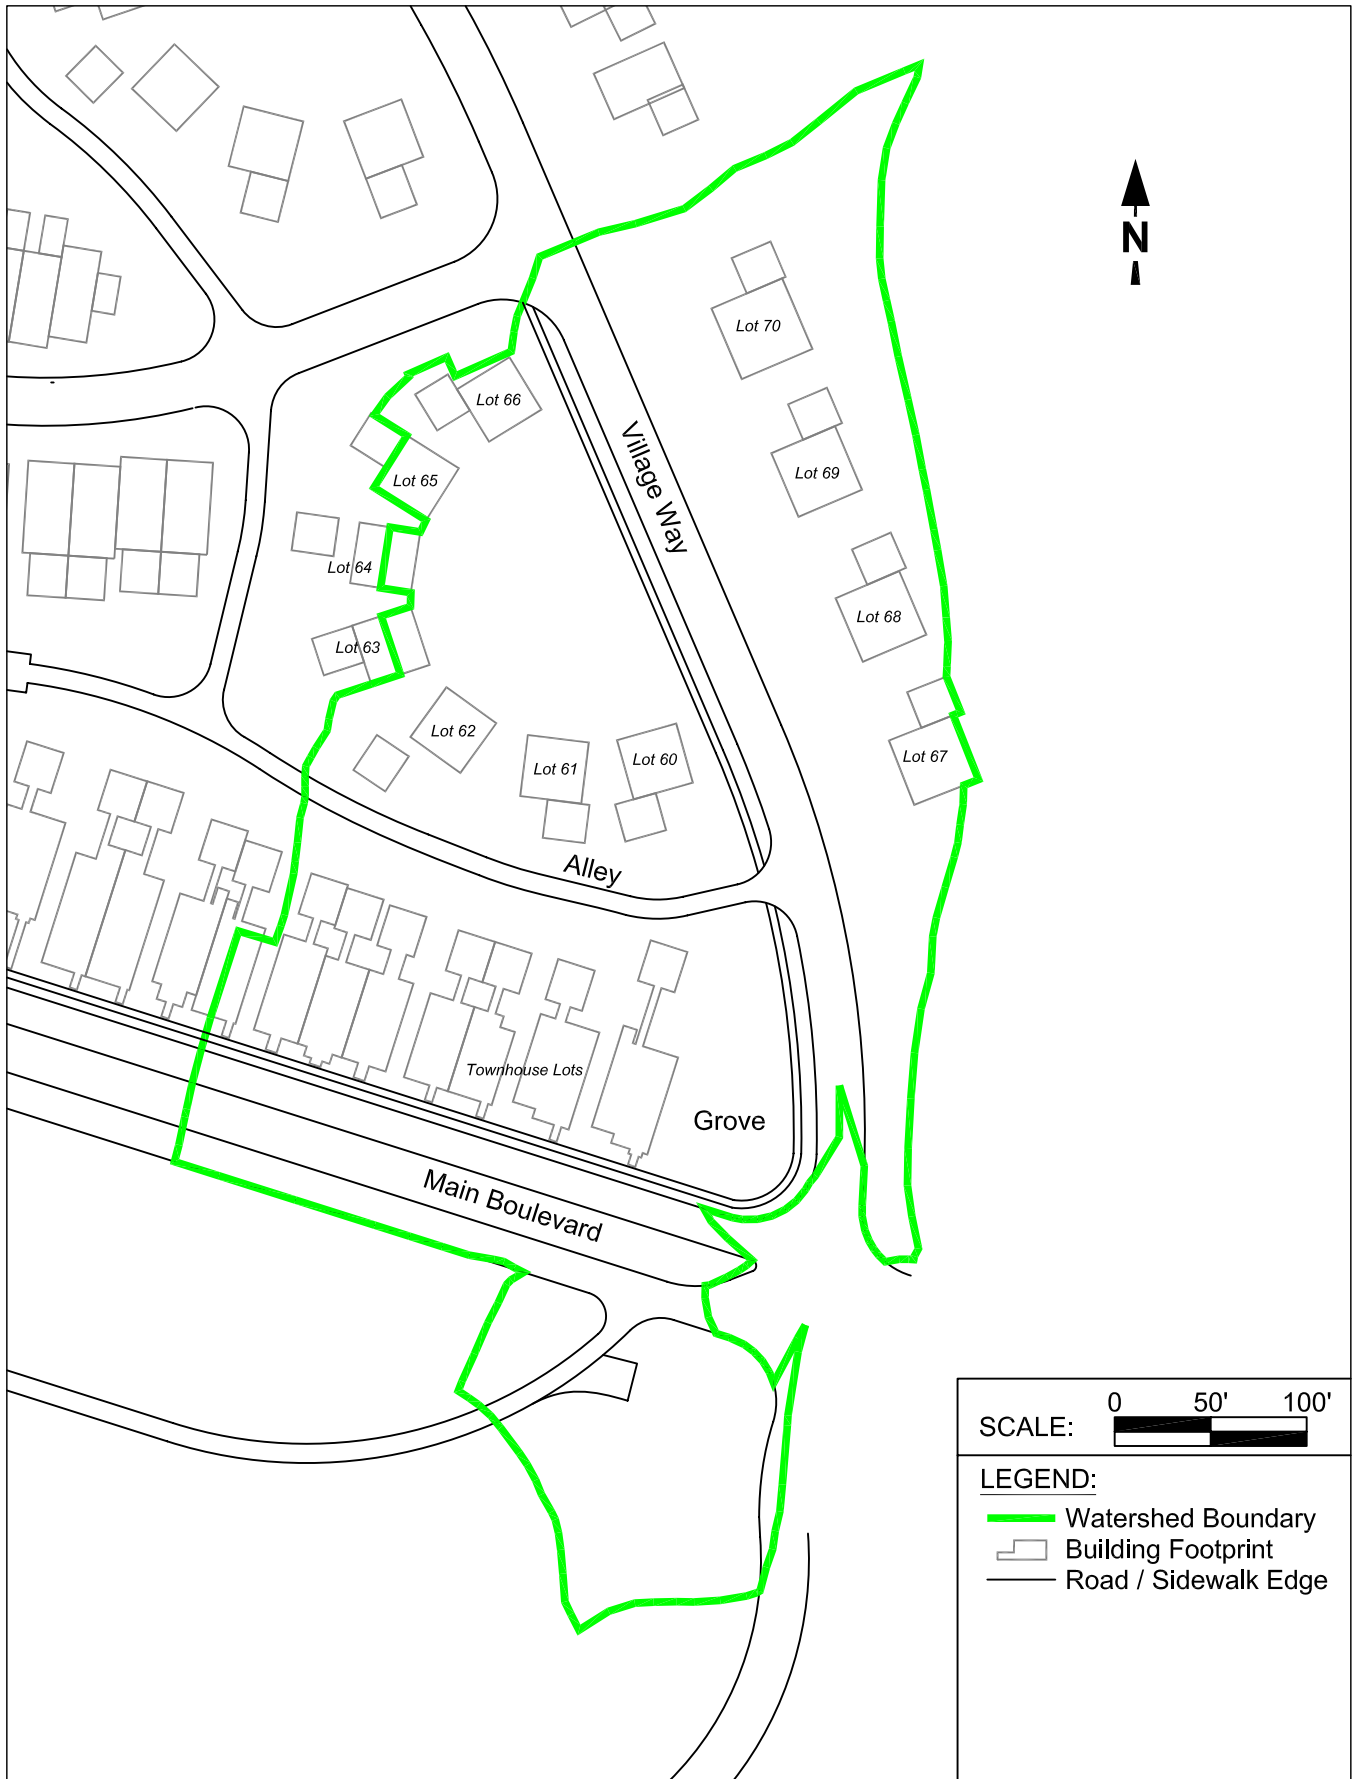 N
Lot 70
Lot 66
Village Way
Lot 69
Lot 65
Lot 64
Lot 68
Lot 63
Lot 62
Lot 61
Lot 60
Lot 67
Alley
Townhouse Lots
Grove
Main Boulevard
SCALE:
0 50' 100'
LEGEND:
Watershed Boundary
Building Footprint
Road / Sidewalk Edge